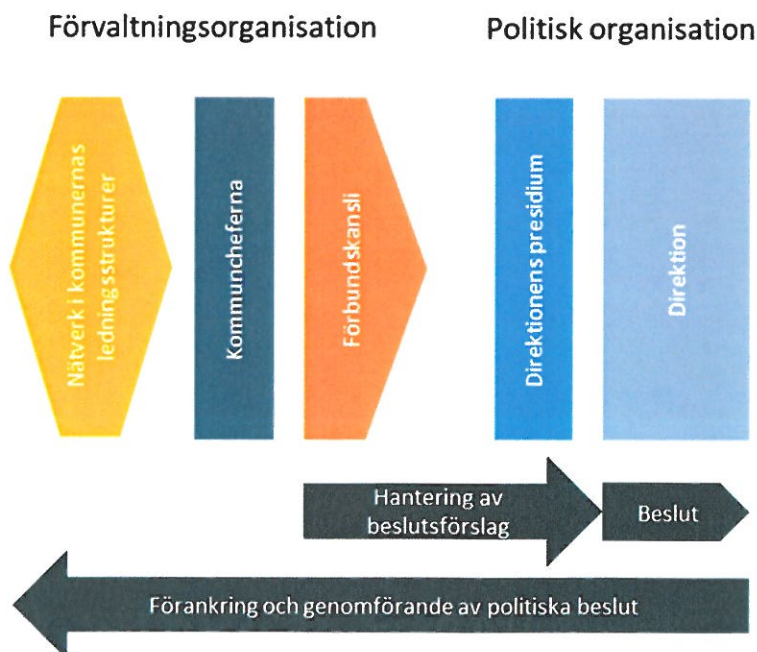 Förvaltningsorganisation
Politisk organisation
Nätverk i kommunernas
ledningsstrukturer
Kommuncheferna
Förbundskansli
Direktionens presidium
Direktion
Hantering av
beslutsförslag
Beslut
Förankring och genomförande av politiska beslut